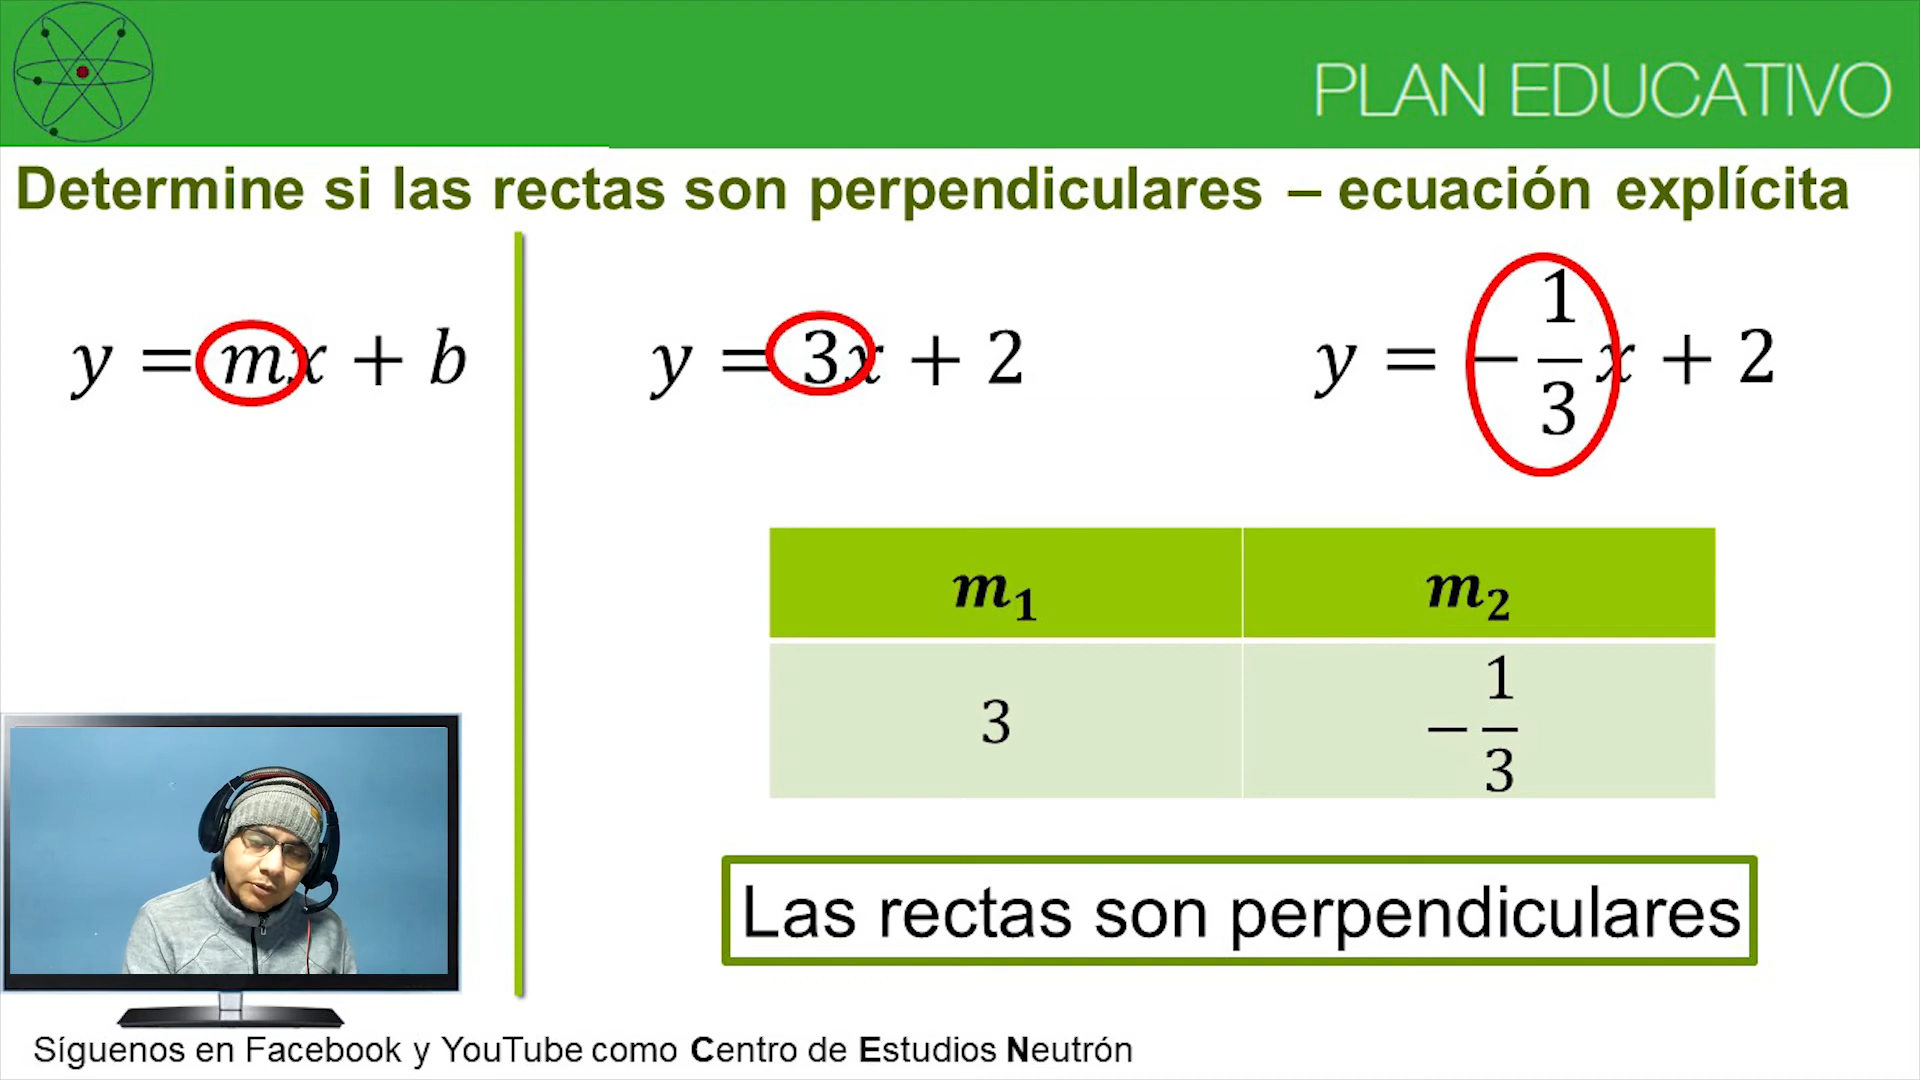 PLAN EDUCATIVO
Determine si las rectas son perpendiculares – ecuación explícita
y = mx + b
y = 3x + 2
y = −1/3 x + 2
m₁ m₂
3 −1/3
Las rectas son perpendiculares
Síguenos en Facebook y YouTube como Centro de Estudios Neutrón